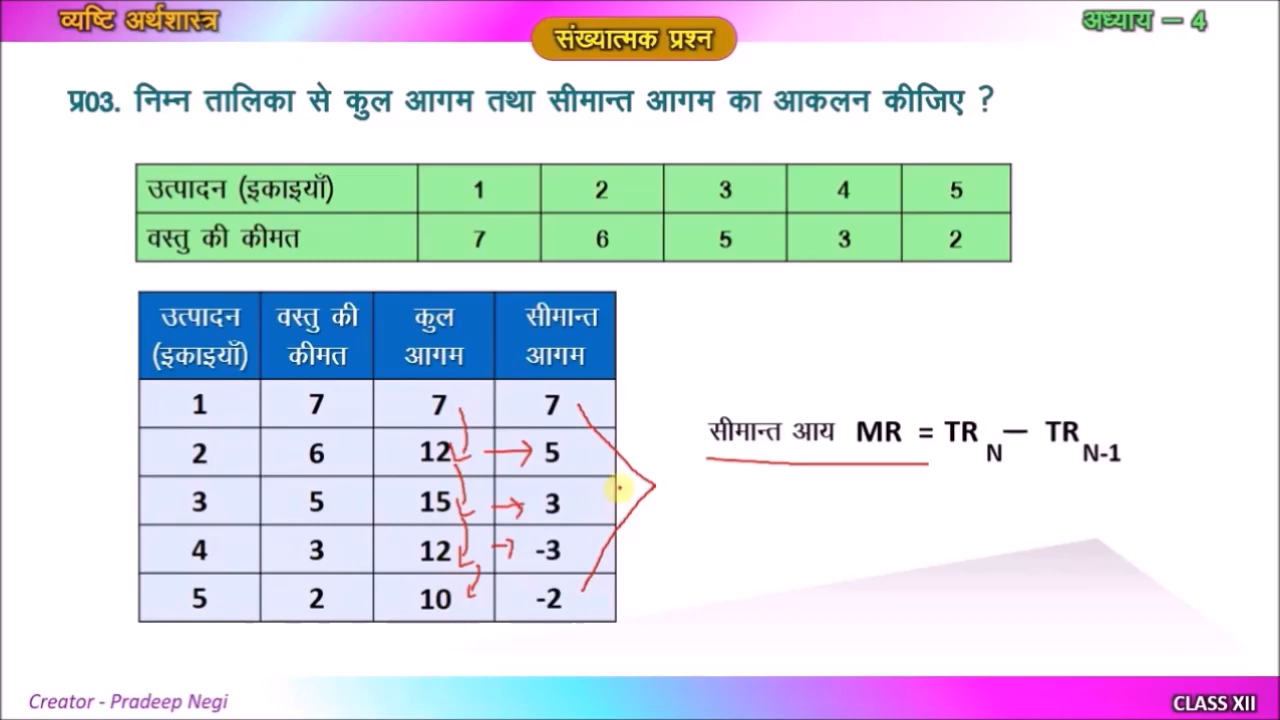 व्यष्टि अर्थशास्त्र
संख्यात्मक प्रश्न
अध्याय – 4
प्र03. निम्न तालिका से कुल आगम तथा सीमान्त आगम का आकलन कीजिए ?
उत्पादन (इकाइयाँ) 1 2 3 4 5
वस्तु की कीमत 7 6 5 3 2
उत्पादन (इकाइयाँ) वस्तु की कीमत कुल आगम सीमान्त आगम
1 7 7 7
2 6 12 5
3 5 15 3
4 3 12 -3
5 2 10 -2
सीमान्त आय MR = TR N – TR N-1
Creator - Pradeep Negi
CLASS XII